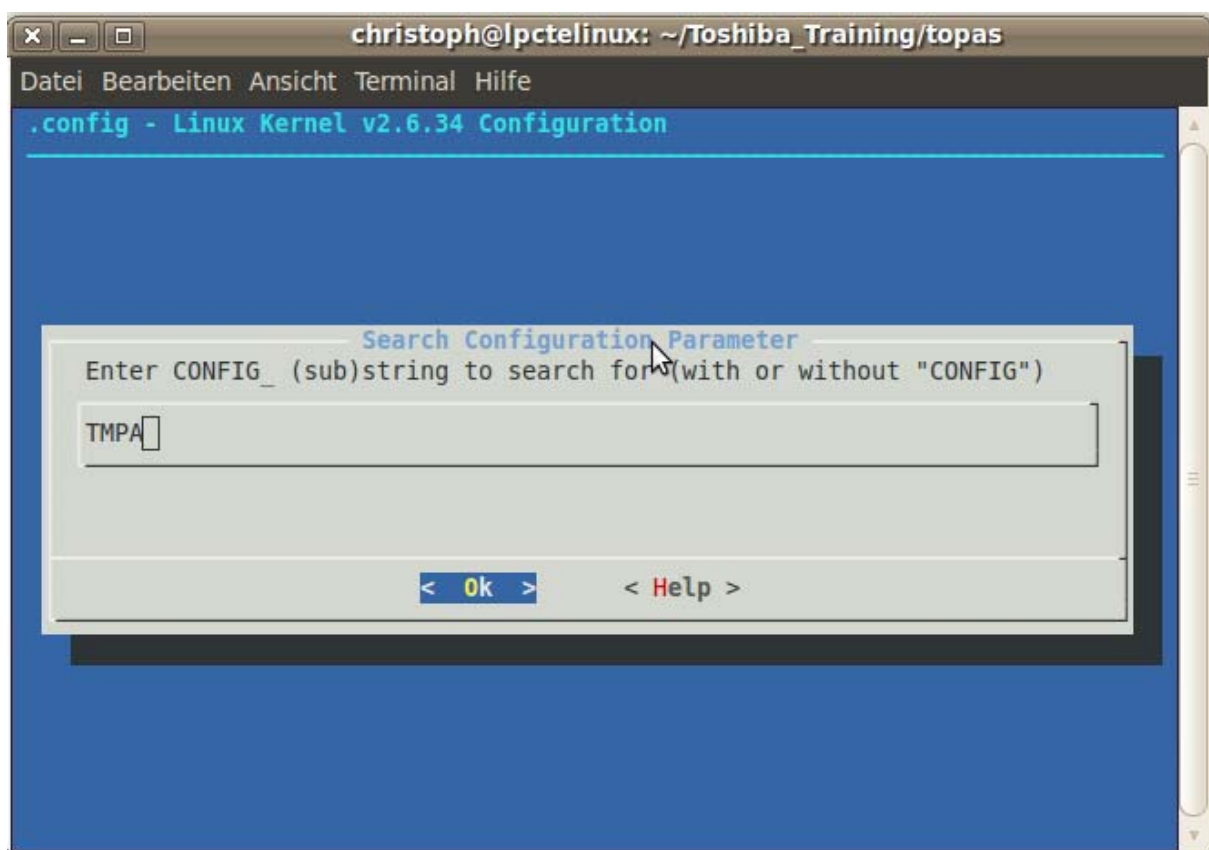 christoph@lpctelinux: ~/Toshiba_Training/topas
Datei Bearbeiten Ansicht Terminal Hilfe
.config - Linux Kernel v2.6.34 Configuration
Search Configuration Parameter
Enter CONFIG_ (sub)string to search for (with or without "CONFIG")
TMPA
< Ok > < Help >